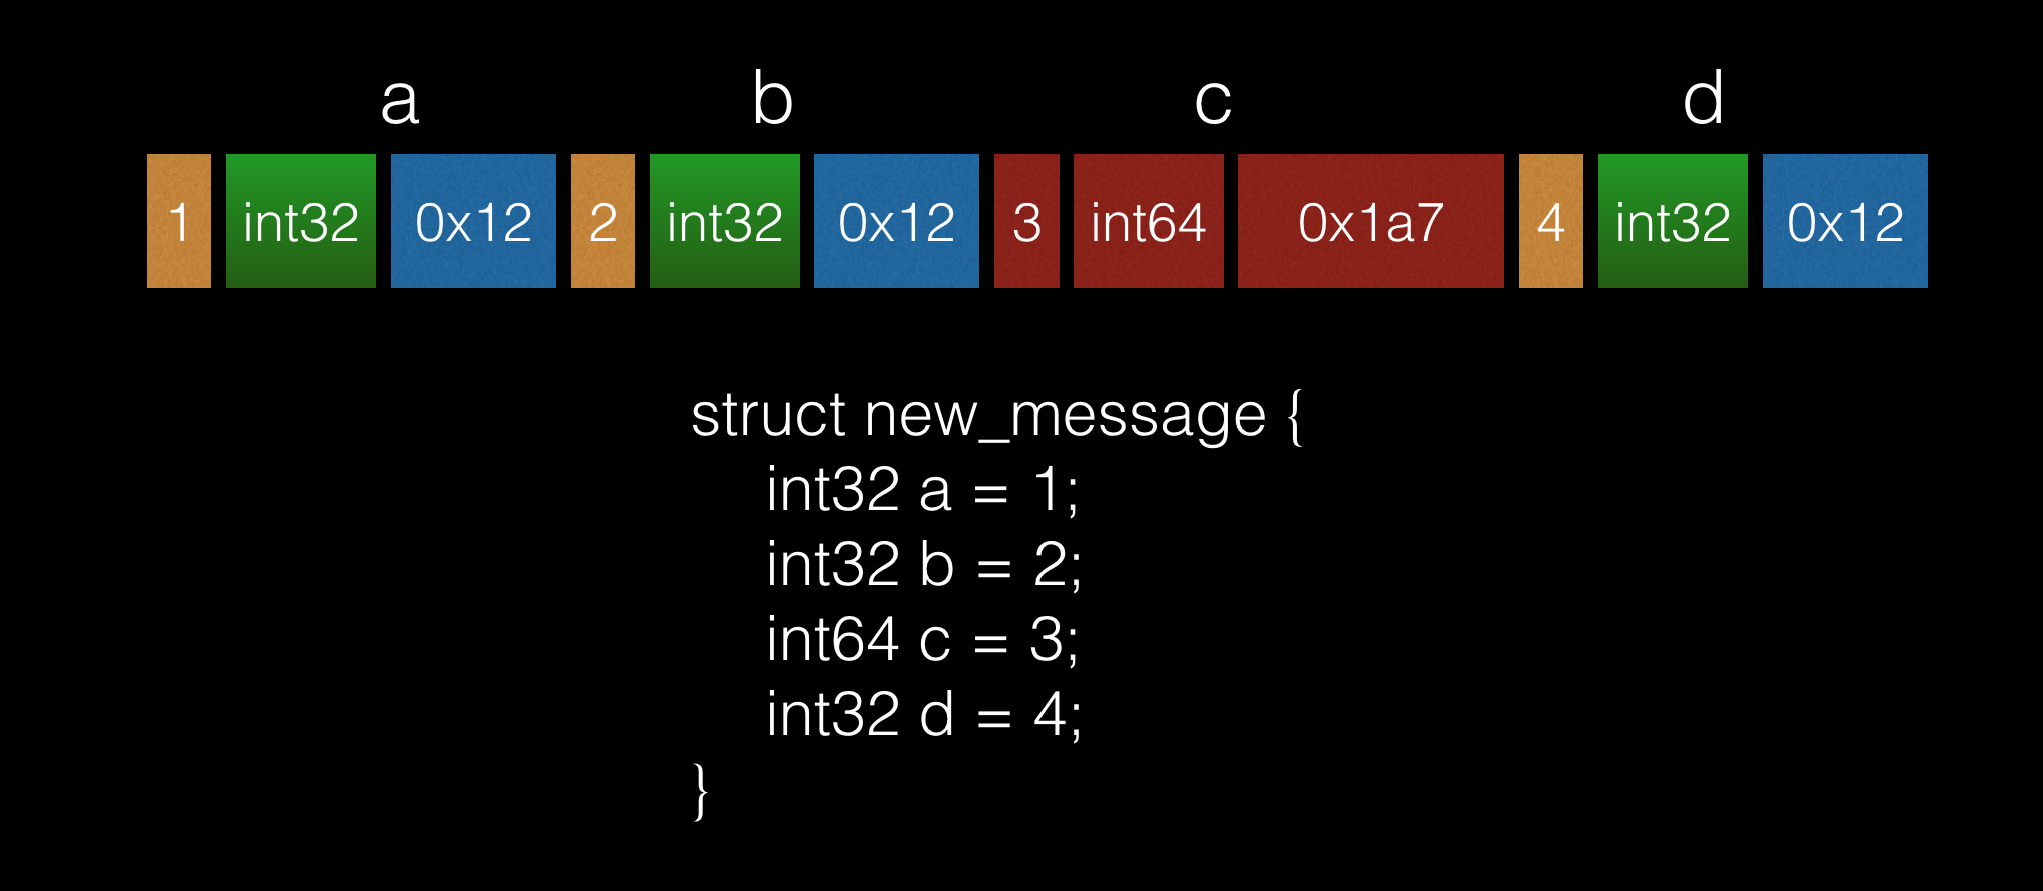 a b c d
1 int32 0x12 2 int32 0x12 3 int64 0x1a7 4 int32 0x12
struct new_message {
int32 a = 1;
int32 b = 2;
int64 c = 3;
int32 d = 4;
}